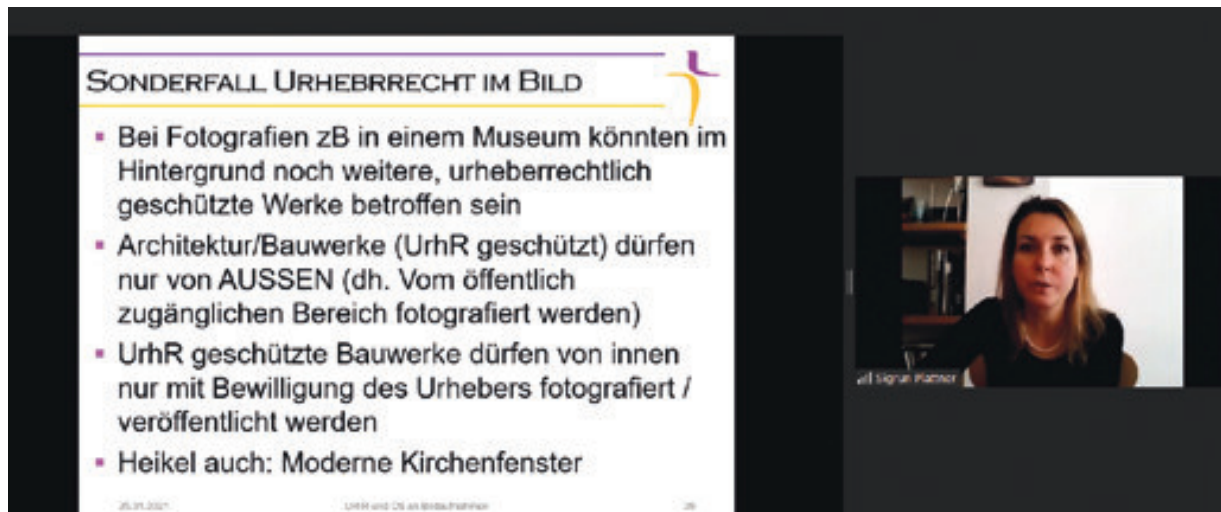 SONDERFALL URHEBRRECHT IM BILD
Bei Fotografien zB in einem Museum könnten im
Hintergrund noch weitere, urheberrechtlich
geschützte Werke betroffen sein
Architektur/Bauwerke (UrhR geschützt) dürfen
nur von AUSSEN (dh. Vom öffentlich
zugänglichen Bereich fotografiert werden)
UrhR geschützte Bauwerke dürfen von innen
nur mit Bewilligung des Urhebers fotografiert /
veröffentlicht werden
Heikel auch: Moderne Kirchenfenster
Sigrun Plattner